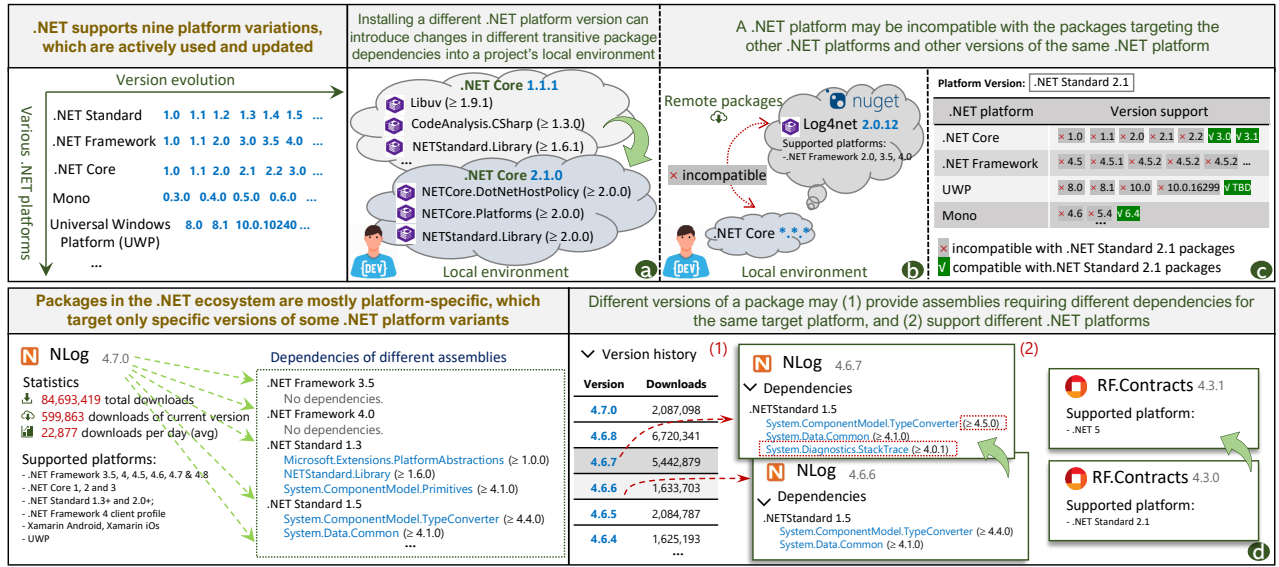 .NET supports nine platform variations,
which are actively used and updated
Version evolution
Various .NET platforms
.NET Standard 1.0 1.1 1.2 1.3 1.4 1.5 ...
.NET Framework 1.0 1.1 2.0 3.0 3.5 4.0 ...
.NET Core 1.0 1.1 2.0 2.1 2.2 3.0 ...
Mono 0.3.0 0.4.0 0.5.0 0.6.0 ...
Universal Windows 8.0 8.1 10.0.10240 ...
Platform (UWP)
...
Installing a different .NET platform version can
introduce changes in different transitive package
dependencies into a project's local environment
.NET Core 1.1.1
Libuv (≥ 1.9.1)
CodeAnalysis.CSharp (≥ 1.3.0)
NETStandard.Library (≥ 1.6.1)
...
.NET Core 2.1.0
NETCore.DotNetHostPolicy (≥ 2.0.0)
NETCore.Platforms (≥ 2.0.0)
NETStandard.Library (≥ 2.0.0)
{DEV}
Local environment
a
A .NET platform may be incompatible with the packages targeting the
other .NET platforms and other versions of the same .NET platform
Remote packages
nuget
Log4net 2.0.12
Supported platforms:
-.NET Framework 2.0, 3.5, 4.0
× incompatible
.NET Core *.*.*
{DEV}
Local environment
b
Platform Version: .NET Standard 2.1
.NET platform Version support
.NET Core × 1.0 × 1.1 × 2.0 × 2.1 × 2.2 √ 3.0 √ 3.1
.NET Framework × 4.5 × 4.5.1 × 4.5.2 × 4.5.2 × 4.5.2 ...
UWP × 8.0 × 8.1 × 10.0 × 10.0.16299 √ TBD
Mono × 4.6 × 5.4 √ 6.4
...
× incompatible with .NET Standard 2.1 packages
√ compatible with.NET Standard 2.1 packages
c
Packages in the .NET ecosystem are mostly platform-specific, which
target only specific versions of some .NET platform variants
N NLog 4.7.0
Statistics
84,693,419 total downloads
599,863 downloads of current version
22,877 downloads per day (avg)
Supported platforms:
- .NET Framework 3.5, 4, 4.5, 4.6, 4.7 & 4.8
- .NET Core 1, 2 and 3
- .NET Standard 1.3+ and 2.0+;
- .NET Framework 4 client profile
- Xamarin Android, Xamarin iOs
- UWP
Dependencies of different assemblies
.NET Framework 3.5
No dependencies.
.NET Framework 4.0
No dependencies.
.NET Standard 1.3
Microsoft.Extensions.PlatformAbstractions (≥ 1.0.0)
NETStandard.Library (≥ 1.6.0)
System.ComponentModel.Primitives (≥ 4.1.0)
.NET Standard 1.5
System.ComponentModel.TypeConverter (≥ 4.4.0)
System.Data.Common (≥ 4.1.0)
...
Different versions of a package may (1) provide assemblies requiring different dependencies for
the same target platform, and (2) support different .NET platforms
Version history
Version Downloads
4.7.0 2,087,098
4.6.8 6,720,341
4.6.7 5,442,879
4.6.6 1,633,703
4.6.5 2,084,787
4.6.4 1,625,193
...
(1)
N NLog 4.6.7
Dependencies
.NETStandard 1.5
System.ComponentModel.TypeConverter (≥ 4.5.0)
System.Data.Common (≥ 4.1.0)
System.Diagnostics.StackTrace (≥ 4.0.1)
N NLog 4.6.6
Dependencies
.NETStandard 1.5
System.ComponentModel.TypeConverter (≥ 4.4.0)
System.Data.Common (≥ 4.1.0)
(2)
RF.Contracts 4.3.1
Supported platform:
- .NET 5
RF.Contracts 4.3.0
Supported platform:
- .NET Standard 2.1
d